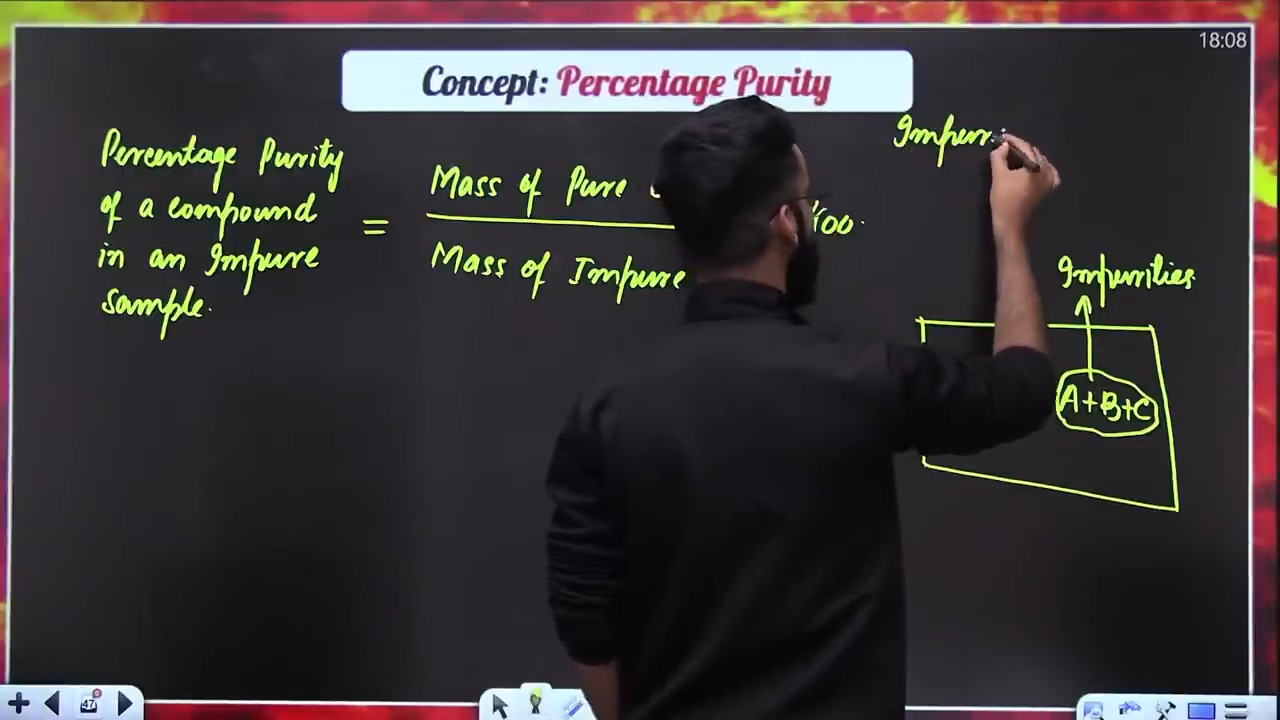 18:08
Concept: Percentage Purity
Percentage Purity
of a compound
in an Impure
sample.
=
Mass of Pure
Mass of Impure
100
Impurities
A+B+C
47